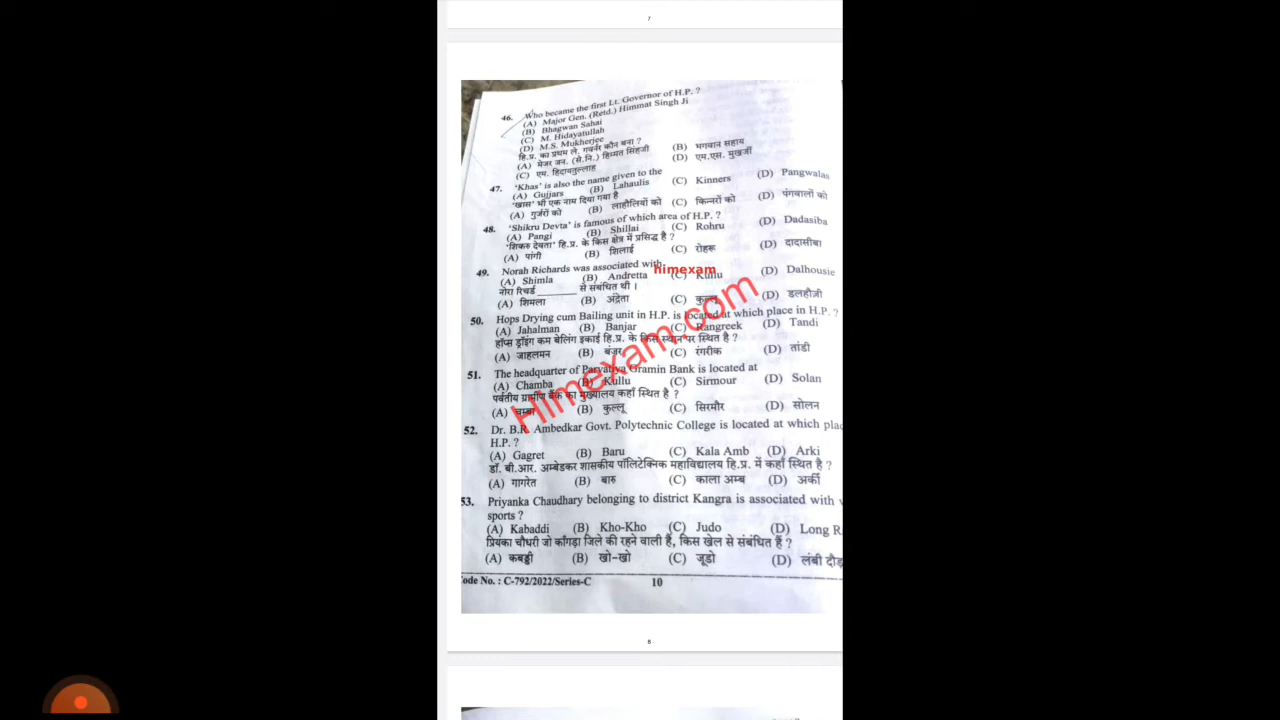 7
46. Who became the first Lt. Governor of H.P. ?
(A) Major Gen. (Retd.) Himmat Singh Ji
(B) Bhagwan Sahai
(C) M. Hidayatullah
(D) M.S. Mukherjee
हि.प्र. का प्रथम ले. गवर्नर कौन बना ?
(A) मेजर जन. (से.नि.) हिम्मत सिंहजी (B) भगवान सहाय
(C) एम. हिदायतुल्लाह (D) एम.एस. मुखर्जी
47. 'Khas' is also the name given to the
(A) Gujjars (B) Lahaulis (C) Kinners (D) Pangwalas
'खास' भी एक नाम दिया गया है
(A) गुर्जरों को (B) लाहौलियों को (C) किन्नरों को (D) पंगवालों को
48. 'Shikru Devta' is famous of which area of H.P. ?
(A) Pangi (B) Shillai (C) Rohru (D) Dadasiba
'शिकरु देवता' हि.प्र. के किस क्षेत्र में प्रसिद्ध है ?
(A) पांगी (B) शिलाई (C) रोहरू (D) दादासीबा
49. Norah Richards was associated with
himexam
(A) Shimla (B) Andretta (C) Kullu (D) Dalhousie
नोरा रिचर्ड ________ से संबंधित थी ।
(A) शिमला (B) अंद्रेता (C) कुल्लू (D) डलहौज़ी
50. Hops Drying cum Bailing unit in H.P. is located at which place in H.P. ?
(A) Jahalman (B) Banjar (C) Rangreek (D) Tandi
हॉप्स ड्रॉइंग कम बेलिंग इकाई हि.प्र. के किस स्थान पर स्थित है ?
(A) जाहलमन (B) बंजर (C) रंगरीक (D) तांडी
Himexam.com
51. The headquarter of Parvatiya Gramin Bank is located at
(A) Chamba (B) Kullu (C) Sirmour (D) Solan
पर्वतीय ग्रामीण बैंक का मुख्यालय कहाँ स्थित है ?
(A) चम्बा (B) कुल्लू (C) सिरमौर (D) सोलन
52. Dr. B.R. Ambedkar Govt. Polytechnic College is located at which plac
H.P. ?
(A) Gagret (B) Baru (C) Kala Amb (D) Arki
डॉ. बी.आर. अम्बेडकर शासकीय पॉलिटेक्निक महाविद्यालय हि.प्र. में कहाँ स्थित है ?
(A) गागरेत (B) बारु (C) काला अम्ब (D) अर्की
53. Priyanka Chaudhary belonging to district Kangra is associated with
sports ?
(A) Kabaddi (B) Kho-Kho (C) Judo (D) Long R
प्रियंका चौधरी जो काँगड़ा जिले की रहने वाली हैं, किस खेल से संबंधित हैं ?
(A) कबड्डी (B) खो-खो (C) जूडो (D) लंबी दौड़
ode No. : C-792/2022/Series-C 10
8